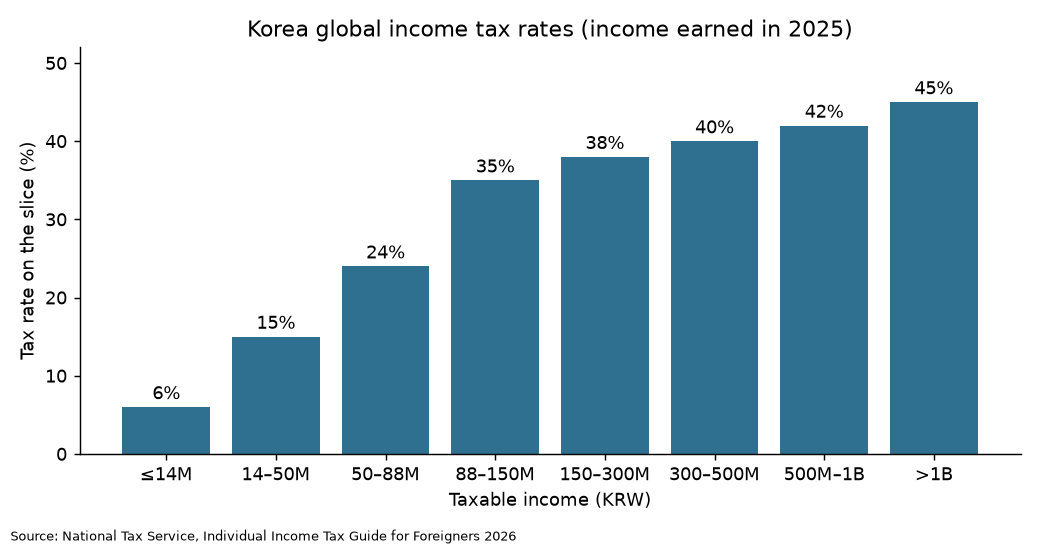 Korea global income tax rates (income earned in 2025)
Tax rate on the slice (%)
50
40
30
20
10
0
6%
15%
24%
35%
38%
40%
42%
45%
≤14M 14–50M 50–88M 88–150M 150–300M 300–500M 500M–1B >1B
Taxable income (KRW)
Source: National Tax Service, Individual Income Tax Guide for Foreigners 2026